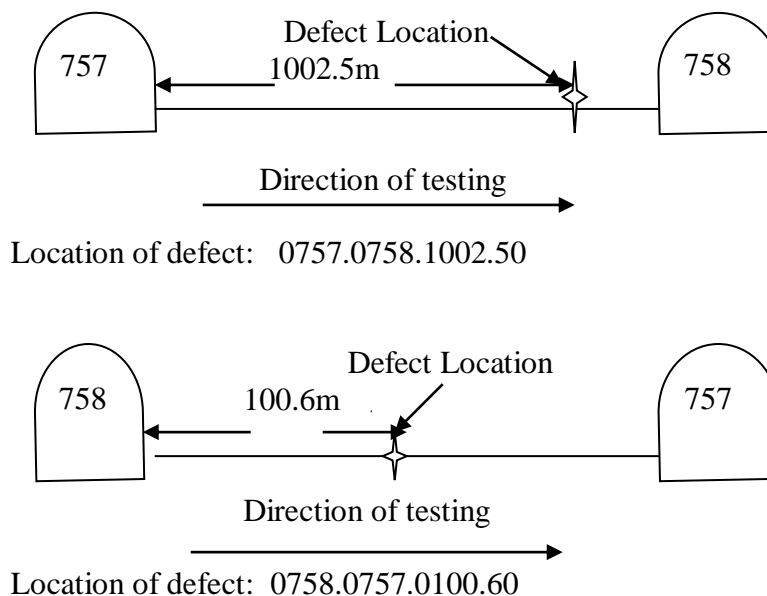 Defect Location
757
1002.5m
758
Direction of testing
Location of defect: 0757.0758.1002.50
Defect Location
758
100.6m
757
Direction of testing
Location of defect: 0758.0757.0100.60